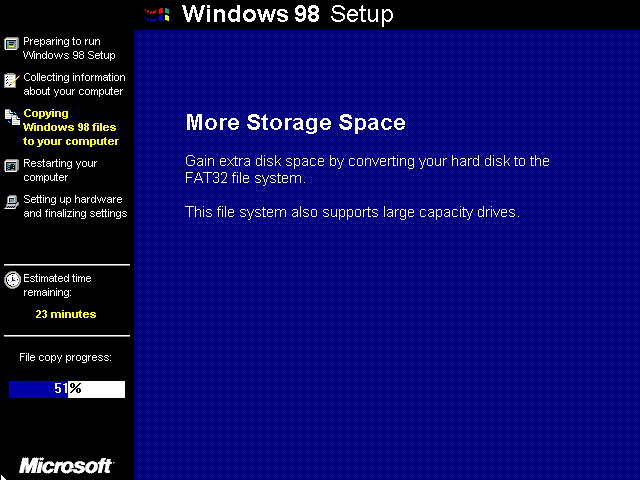 Windows 98 Setup
Preparing to run
Windows 98 Setup
Collecting information
about your computer
Copying
Windows 98 files
to your computer
Restarting your
computer
Setting up hardware
and finalizing settings
Estimated time
remaining:
23 minutes
File copy progress:
51%
Microsoft
More Storage Space
Gain extra disk space by converting your hard disk to the
FAT32 file system.
This file system also supports large capacity drives.